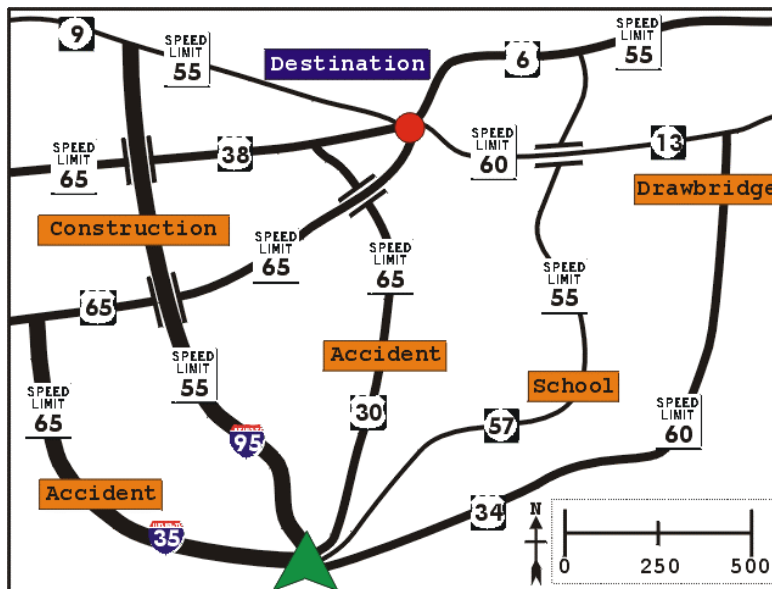 9
SPEED
LIMIT
55
Destination
6
SPEED
LIMIT
55
SPEED
LIMIT
65
38
SPEED
LIMIT
60
13
Drawbridge
Construction
SPEED
LIMIT
65
SPEED
LIMIT
65
SPEED
LIMIT
55
65
Accident
SPEED
LIMIT
55
SPEED
LIMIT
65
School
30
57
SPEED
LIMIT
60
95
Accident
34
35
N
0 250 500